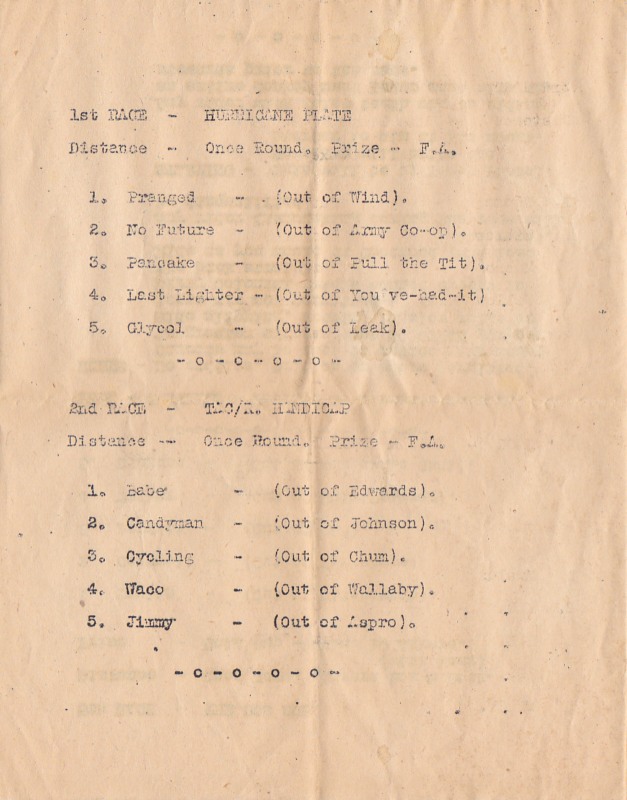 1st RACE - HURRICANE PLATE
Distance - Once Round. Prize - F.A.
1. Pranged - (Out of Wind).
2. No Future - (Out of Army Co-op).
3. Pancake - (Out of Pull the Tit).
4. Last Lighter - (Out of You've-had-it)
5. Glycol - (Out of Leak).
- o - o - o - o -
2nd RACE - TAC/R. HANDICAP
Distance -- Once Round. Prize - F.A.
1. Babe - (Out of Edwards).
2. Candyman - (Out of Johnson).
3. Cycling - (Out of Chum).
4. Waco - (Out of Wallaby).
5. Jimmy - (Out of Aspro).
- o - o - o - o -